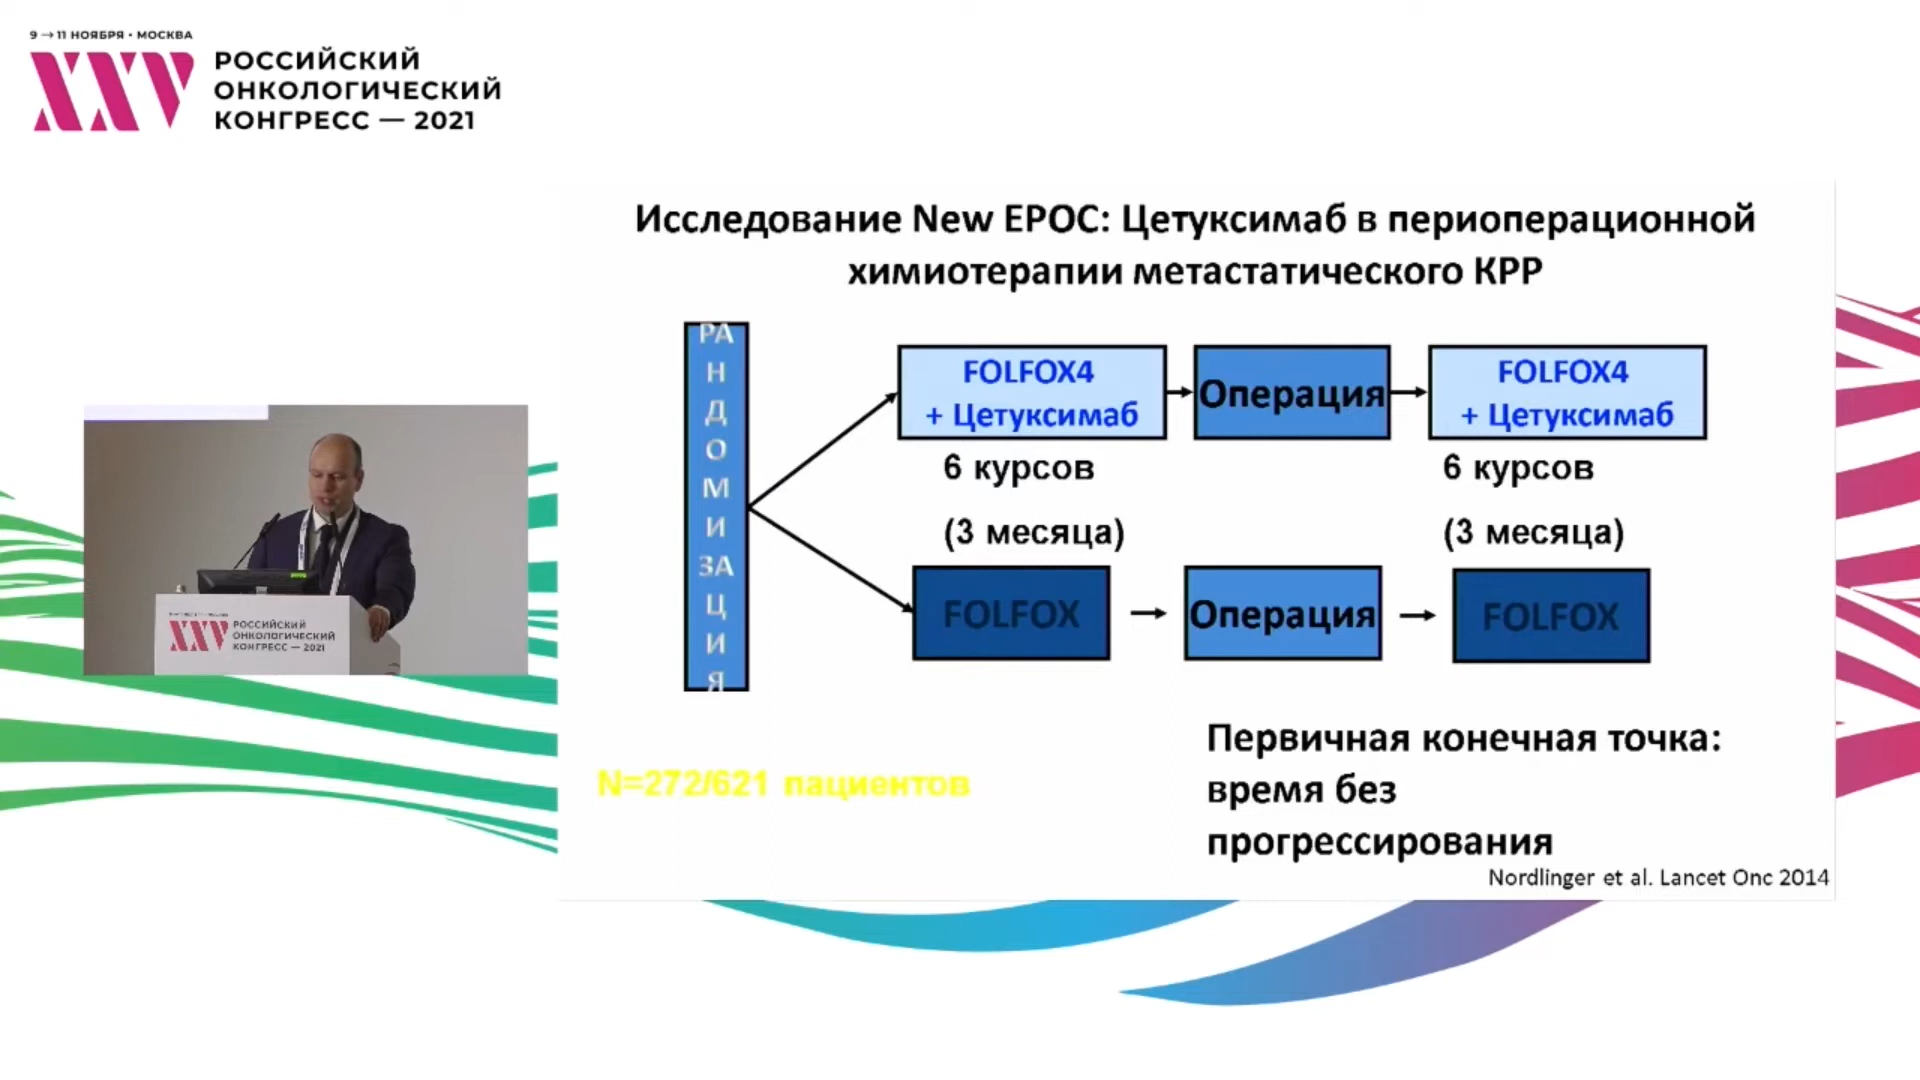 9 → 11 НОЯБРЯ • МОСКВА
XXV
РОССИЙСКИЙ
ОНКОЛОГИЧЕСКИЙ
КОНГРЕСС — 2021
Исследование New EPOC: Цетуксимаб в периоперационной
химиотерапии метастатического КРР
РА
Н
Д
О
М
И
ЗА
Ц
И
Я
FOLFOX4
+ Цетуксимаб
Операция
FOLFOX4
+ Цетуксимаб
6 курсов
6 курсов
(3 месяца)
(3 месяца)
FOLFOX
Операция
FOLFOX
N=272/621 пациентов
Первичная конечная точка:
время без
прогрессирования
Nordlinger et al. Lancet Onc 2014
XXV
РОССИЙСКИЙ
ОНКОЛОГИЧЕСКИЙ
КОНГРЕСС — 2021